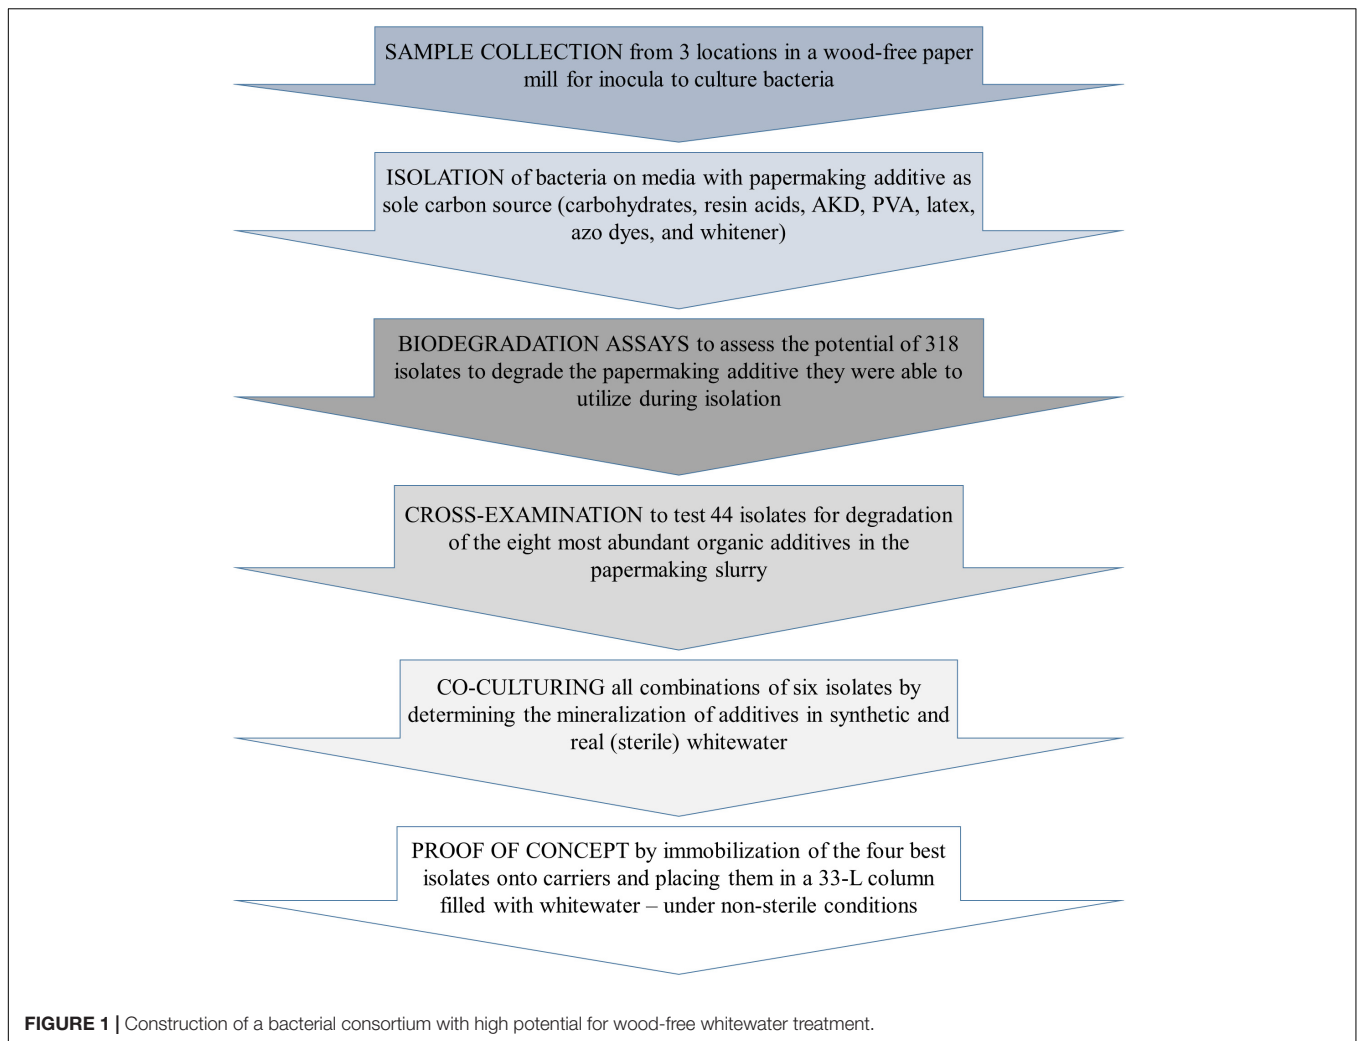 SAMPLE COLLECTION from 3 locations in a wood-free paper
mill for inocula to culture bacteria
ISOLATION of bacteria on media with papermaking additive as
sole carbon source (carbohydrates, resin acids, AKD, PVA, latex,
azo dyes, and whitener)
BIODEGRADATION ASSAYS to assess the potential of 318
isolates to degrade the papermaking additive they were able to
utilize during isolation
CROSS-EXAMINATION to test 44 isolates for degradation
of the eight most abundant organic additives in the
papermaking slurry
CO-CULTURING all combinations of six isolates by
determining the mineralization of additives in synthetic and
real (sterile) whitewater
PROOF OF CONCEPT by immobilization of the four best
isolates onto carriers and placing them in a 33-L column
filled with whitewater – under non-sterile conditions
FIGURE 1 | Construction of a bacterial consortium with high potential for wood-free whitewater treatment.